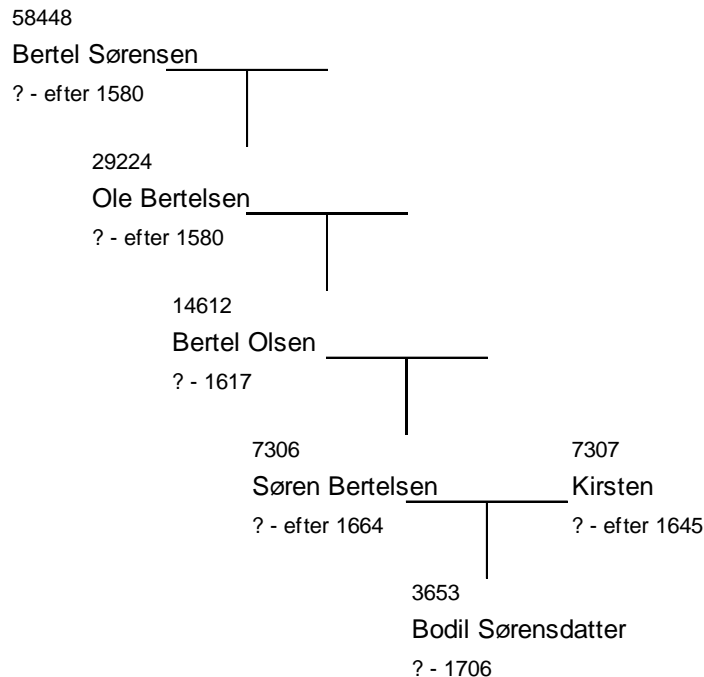 58448
Bertel Sørensen
? - efter 1580
29224
Ole Bertelsen
? - efter 1580
14612
Bertel Olsen
? - 1617
7306
Søren Bertelsen
? - efter 1664
7307
Kirsten
? - efter 1645
3653
Bodil Sørensdatter
? - 1706